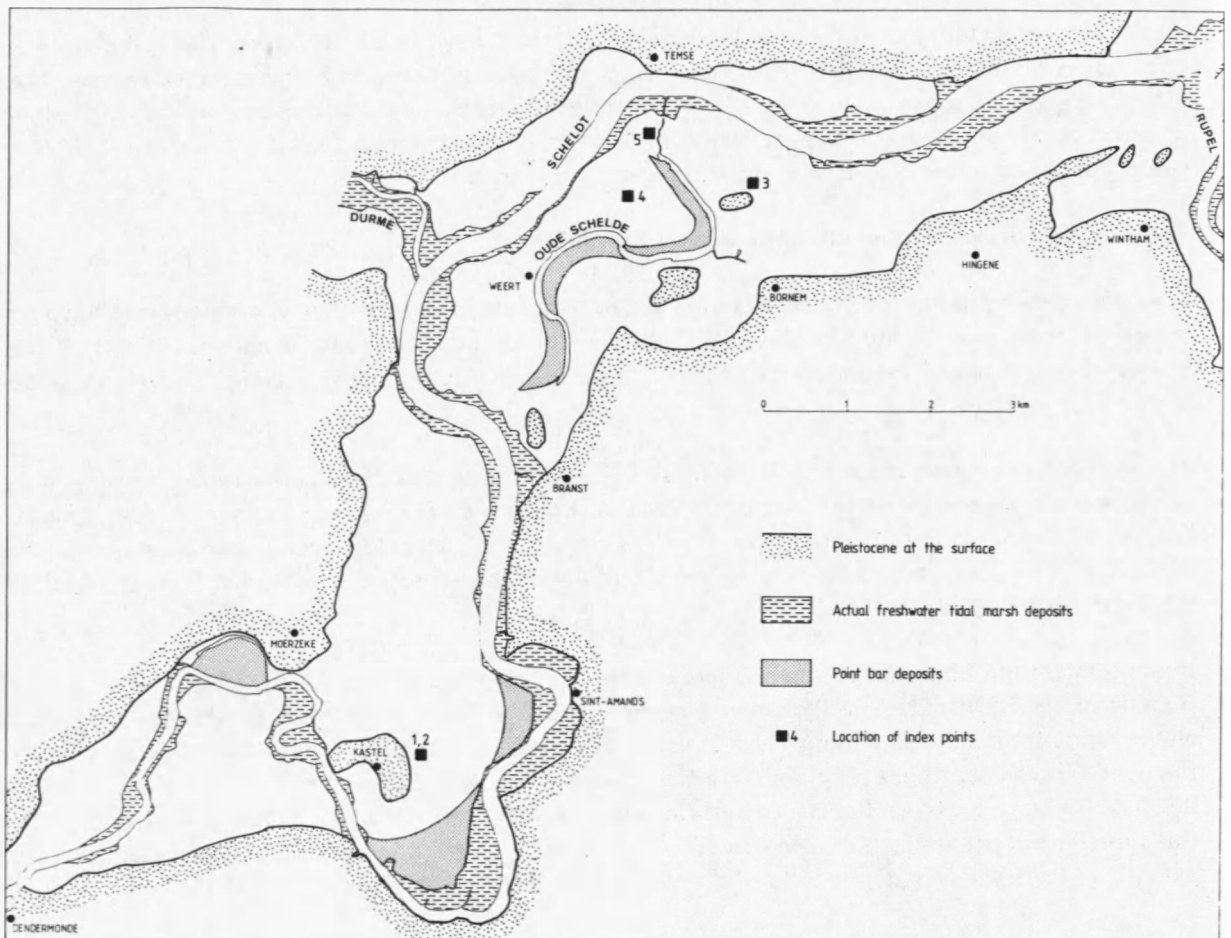 TEMSE
SCHELDT
RUPEL
5
3
4
DURME
OUDE SCHELDE
WINTHAM
HINGENE
WEERT
BORNEM
0 1 2 3 km
BRANST
Pleistocene at the surface
Actual freshwater tidal marsh deposits
MOERZEKE
Point bar deposits
SINT-AMANDS
1,2
KASTEL
4 Location of index points
DENDERMONDE